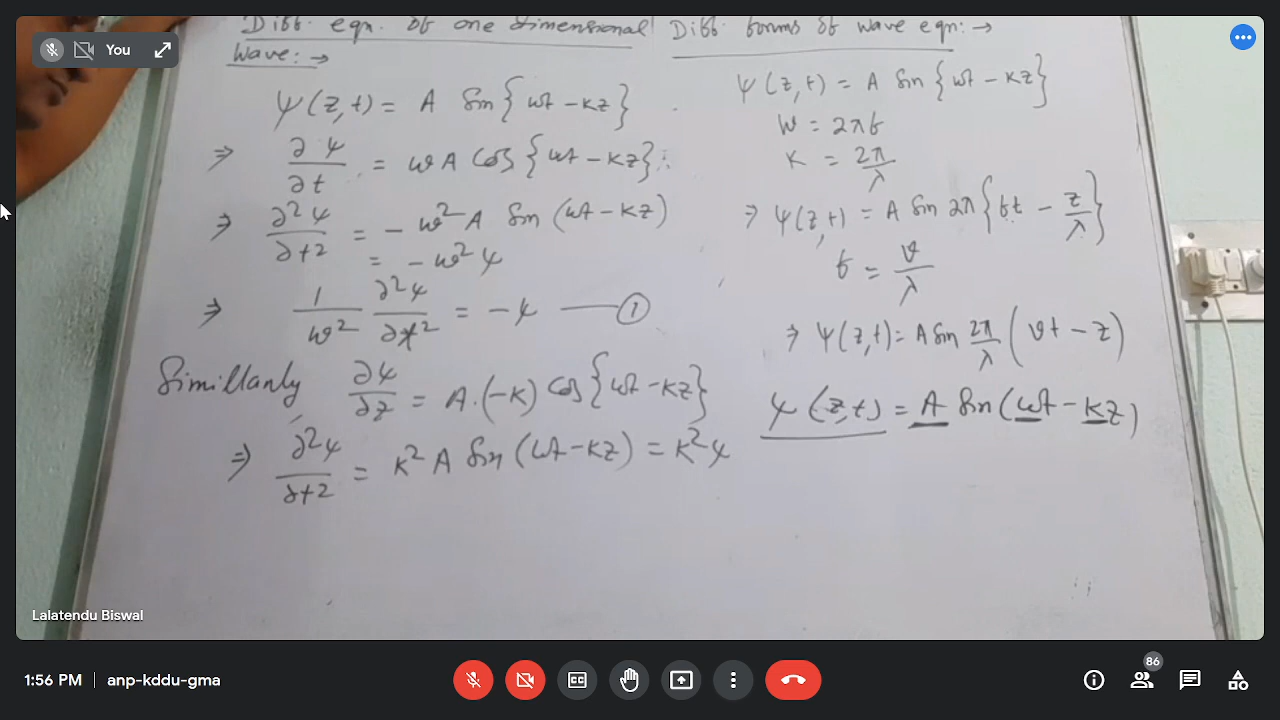 You
Diff. eqn. of one dimensional
Wave: →
ψ(z, t) = A Sin{ωt − Kz}
⇒ ∂ψ/∂t = ωA Cos{ωt − Kz}
⇒ ∂²ψ/∂t2 = − ω²A Sin(ωt − Kz)
= − ω²ψ
⇒ 1/ω² ∂²ψ/∂t² = −ψ —— ①
Simillarly ∂ψ/∂z = A.(−K) Cos{ωt − Kz}
⇒ ∂²ψ/∂t2 = K²A Sin(ωt − Kz) = K²ψ
Diff forms of wave eqn: →
ψ(z, t) = A Sin{ωt − Kz}
ω = 2πf
K = 2π/λ
⇒ ψ(z, t) = A Sin 2π{ft − z/λ}
f = v/λ
⇒ ψ(z, t) = A Sin 2π/λ (vt − z)
ψ(z, t) = A Sin(ωt − Kz)
Lalatendu Biswal
1:56 PM | anp-kddu-gma
CC
86